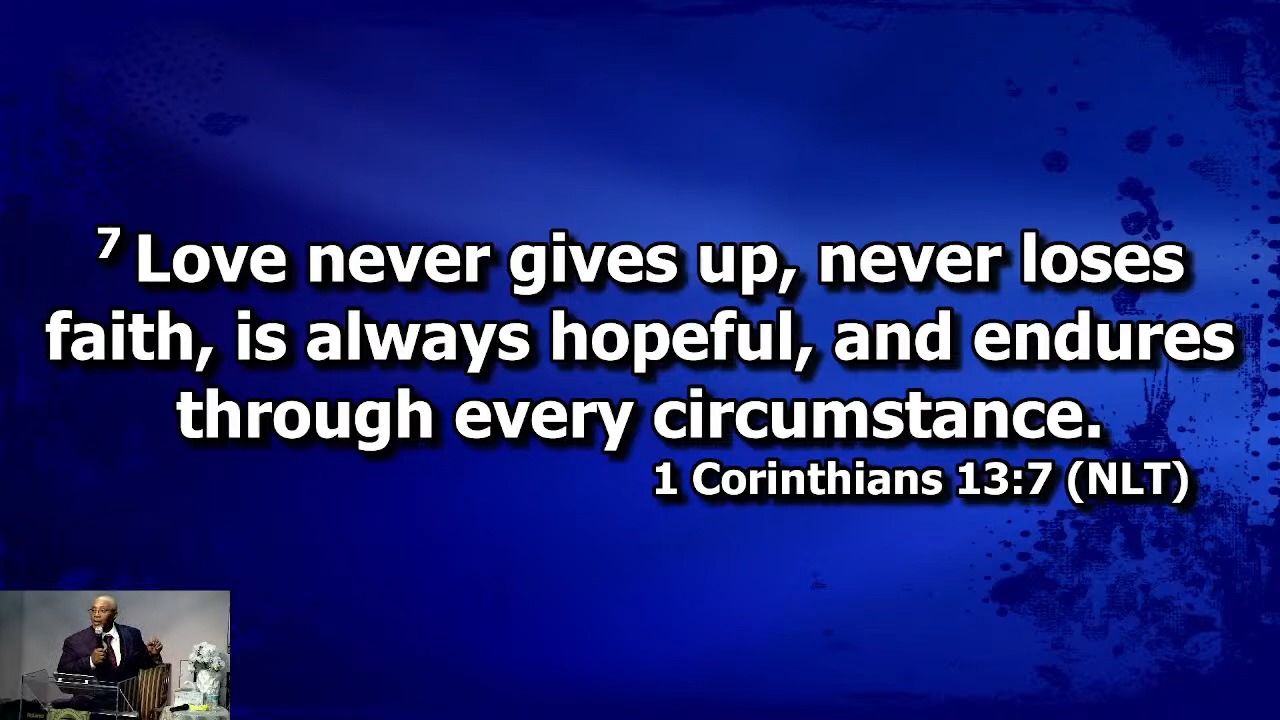 7 Love never gives up, never loses
faith, is always hopeful, and endures
through every circumstance.
1 Corinthians 13:7 (NLT)